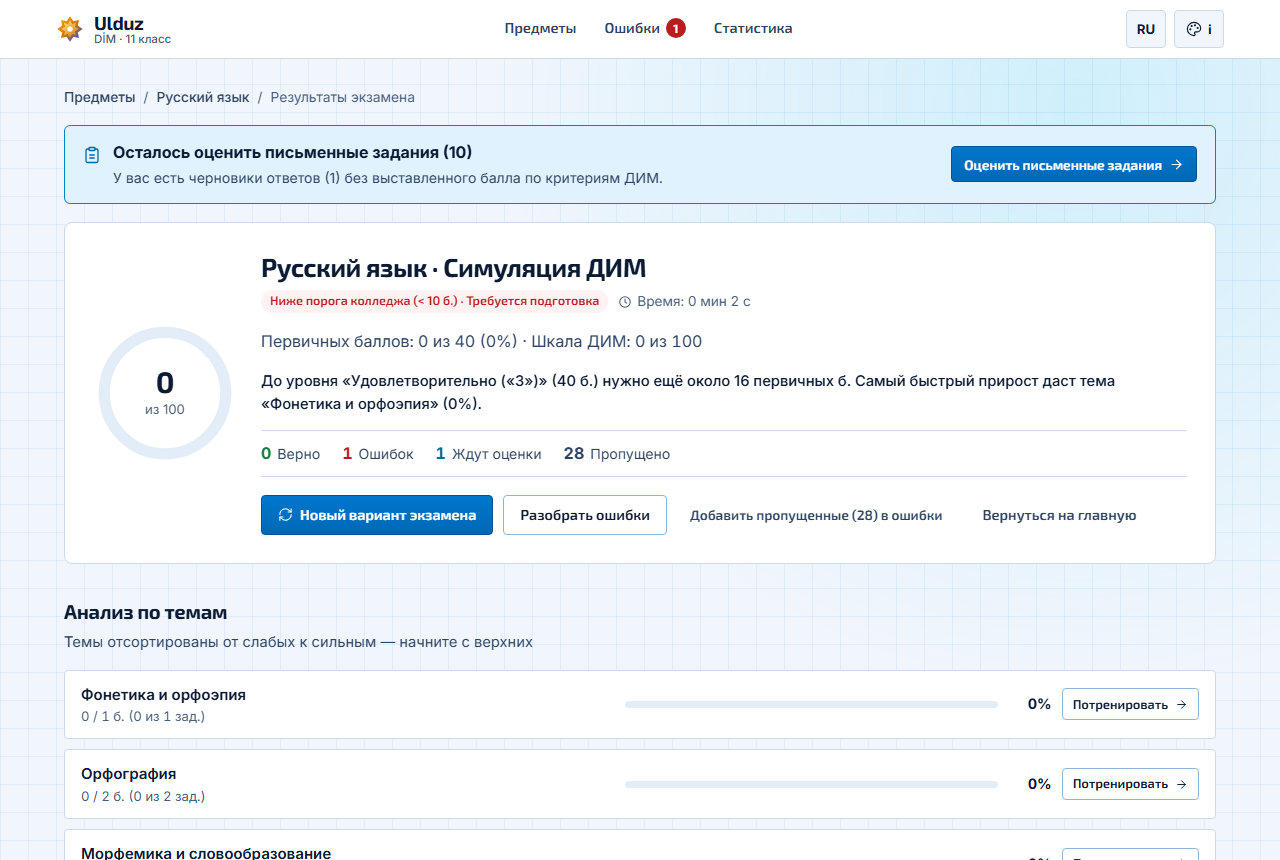 Ulduz
DİM · 11 класс
Предметы
Ошибки 1
Статистика
RU
i
Предметы / Русский язык / Результаты экзамена
Осталось оценить письменные задания (10)
У вас есть черновики ответов (1) без выставленного балла по критериям ДИМ.
Оценить письменные задания →
0
из 100
Русский язык · Симуляция ДИМ
Ниже порога колледжа (< 10 б.) · Требуется подготовка
Время: 0 мин 2 с
Первичных баллов: 0 из 40 (0%) · Шкала ДИМ: 0 из 100
До уровня «Удовлетворительно («3»)» (40 б.) нужно ещё около 16 первичных б. Самый быстрый прирост даст тема
«Фонетика и орфоэпия» (0%).
0 Верно
1 Ошибок
1 Ждут оценки
28 Пропущено
Новый вариант экзамена
Разобрать ошибки
Добавить пропущенные (28) в ошибки
Вернуться на главную
Анализ по темам
Темы отсортированы от слабых к сильным — начните с верхних
Фонетика и орфоэпия
0 / 1 б. (0 из 1 зад.)
0%
Потренировать →
Орфография
0 / 2 б. (0 из 2 зад.)
0%
Потренировать →
Морфемика и словообразование